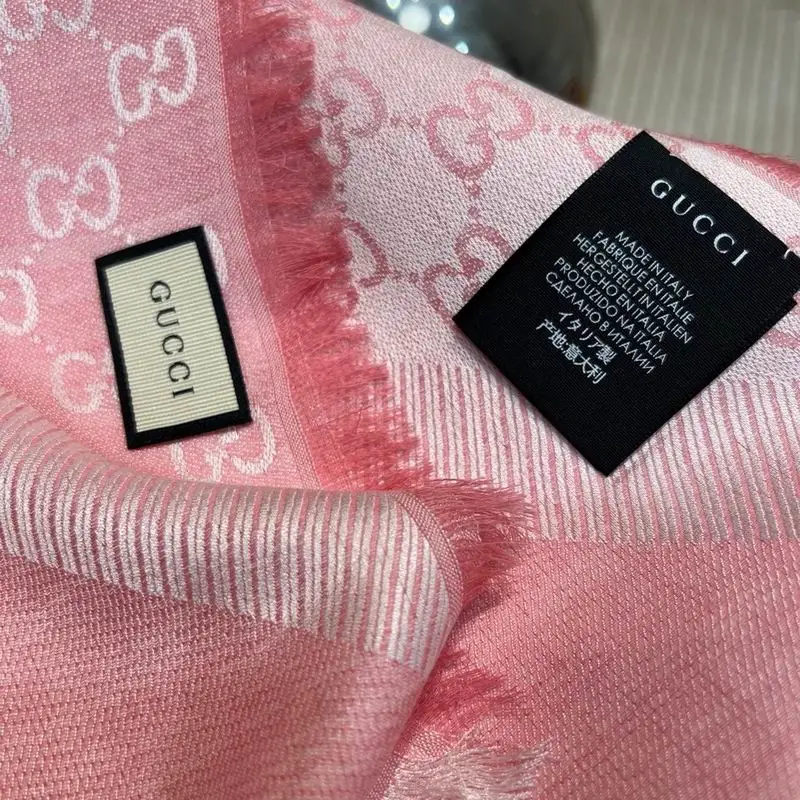 GUCCI
GUCCI
MADE IN ITALY
FABRIQUE EN ITALIE
HERGESTELLT IN ITALIEN
HECHO EN ITALIA
PRODUZIDO NA ITALIA
СДЕЛАНО В ИТАЛИИ
イタリア製
产地:意大利